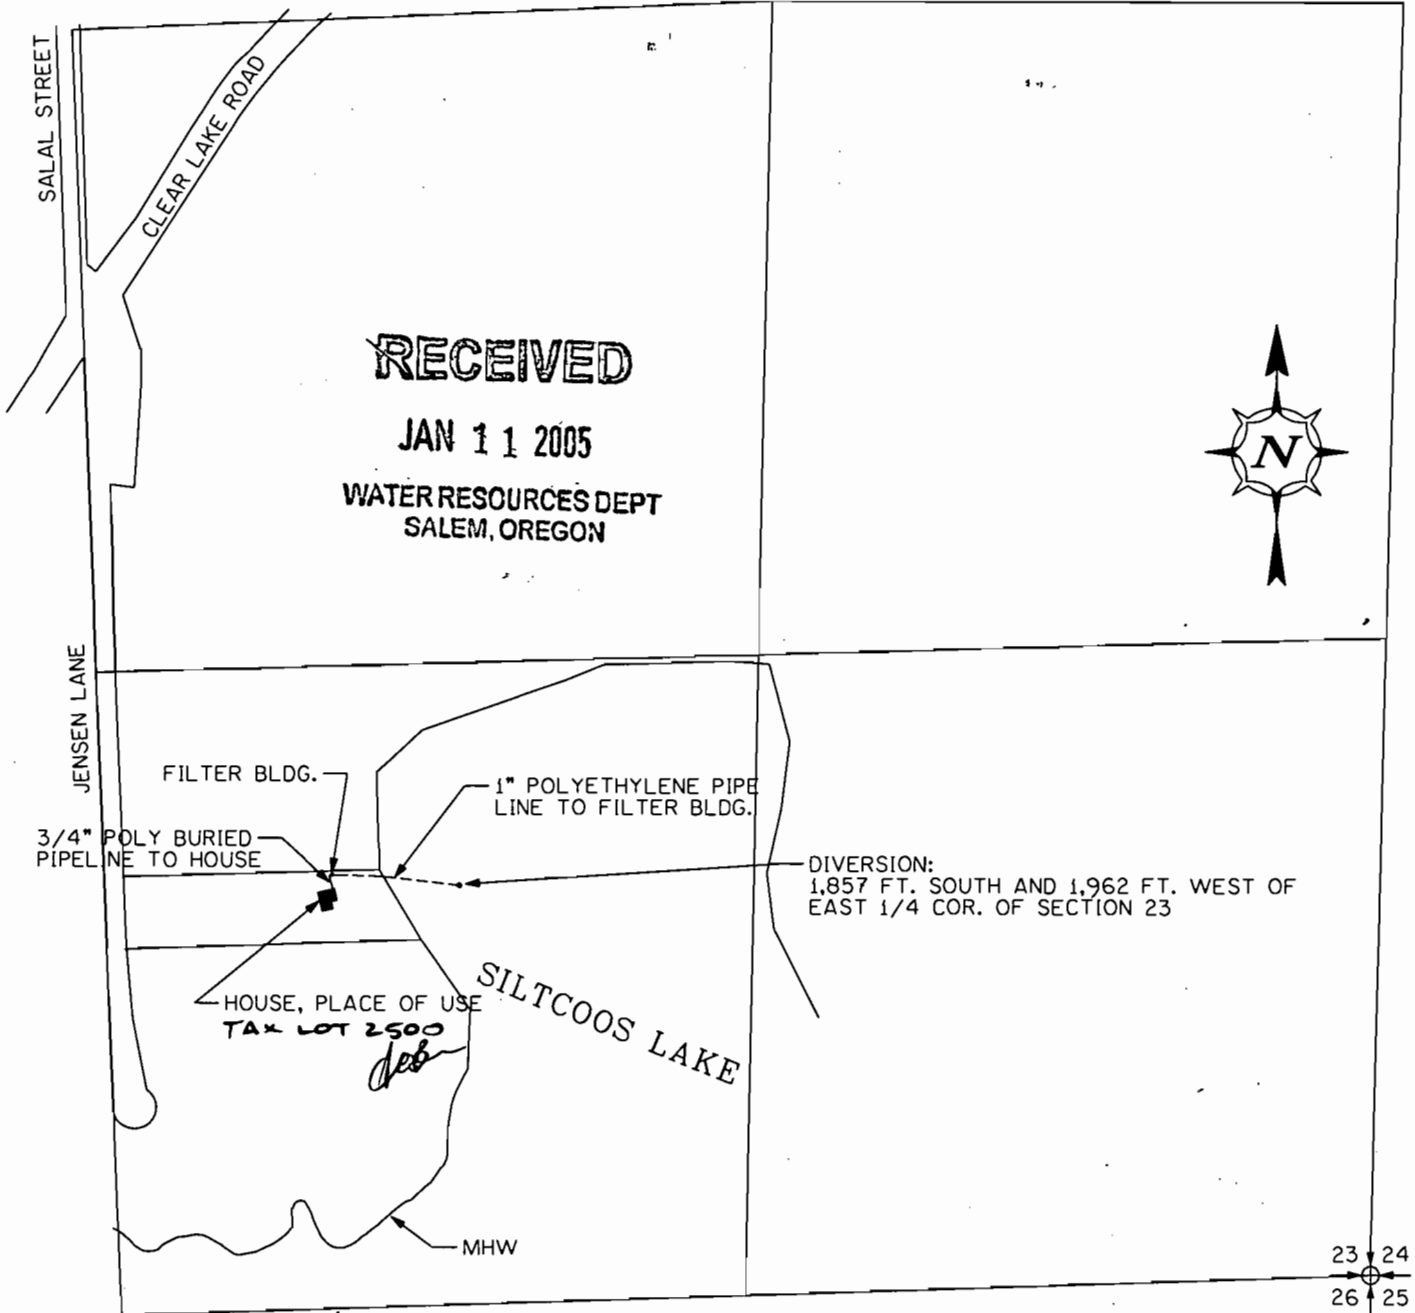 SALAL STREET
CLEAR LAKE ROAD
RECEIVED
JAN 11 2005
WATER RESOURCES DEPT
SALEM, OREGON
N
JENSEN LANE
FILTER BLDG.
1" POLYETHYLENE PIPE
LINE TO FILTER BLDG.
3/4" POLY BURIED
PIPELINE TO HOUSE
DIVERSION:
1,857 FT. SOUTH AND 1,962 FT. WEST OF
EAST 1/4 COR. OF SECTION 23
HOUSE, PLACE OF USE
TAX LOT 2500
SILTCOOS LAKE
MHW
23 24
26 25